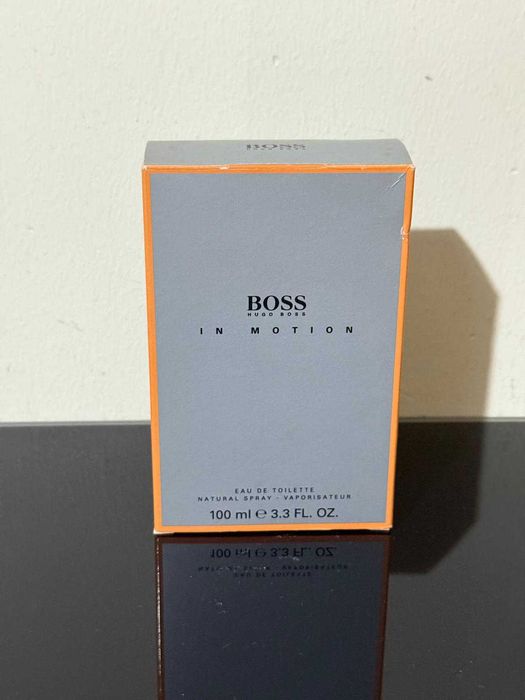 BOSS
BOSS
HUGO BOSS
IN MOTION
EAU DE TOILETTE
NATURAL SPRAY - VAPORISATEUR
100 ml ℮ 3.3 FL. OZ.